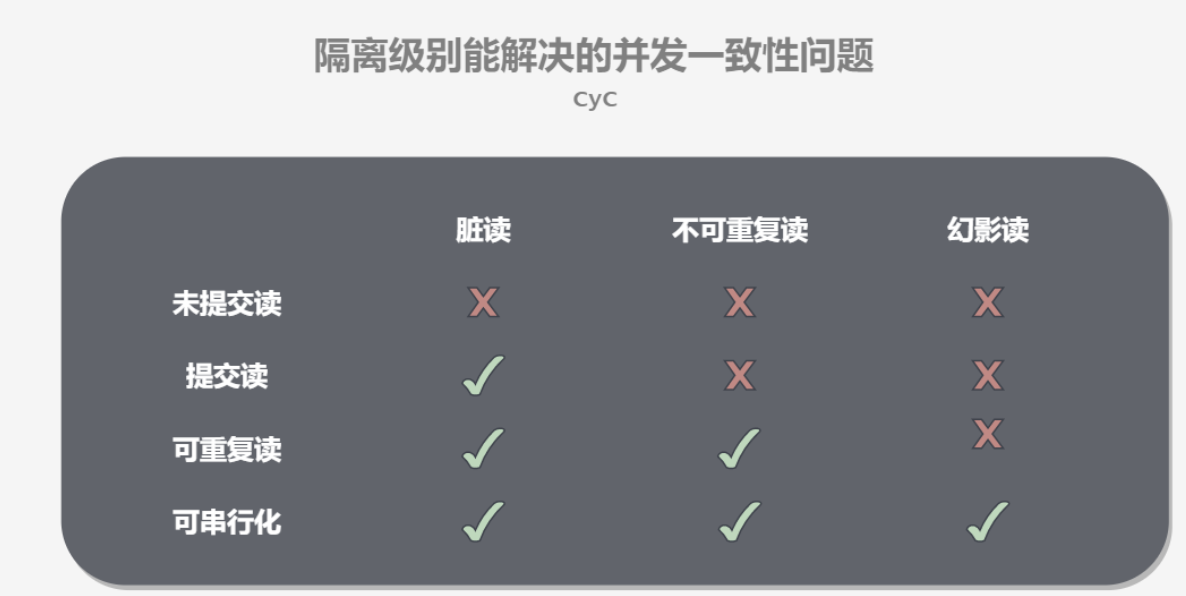 隔离级别能解决的并发一致性问题
CyC
脏读 不可重复读 幻影读
未提交读 X X X
提交读 ✓ X X
可重复读 ✓ ✓ X
可串行化 ✓ ✓ ✓